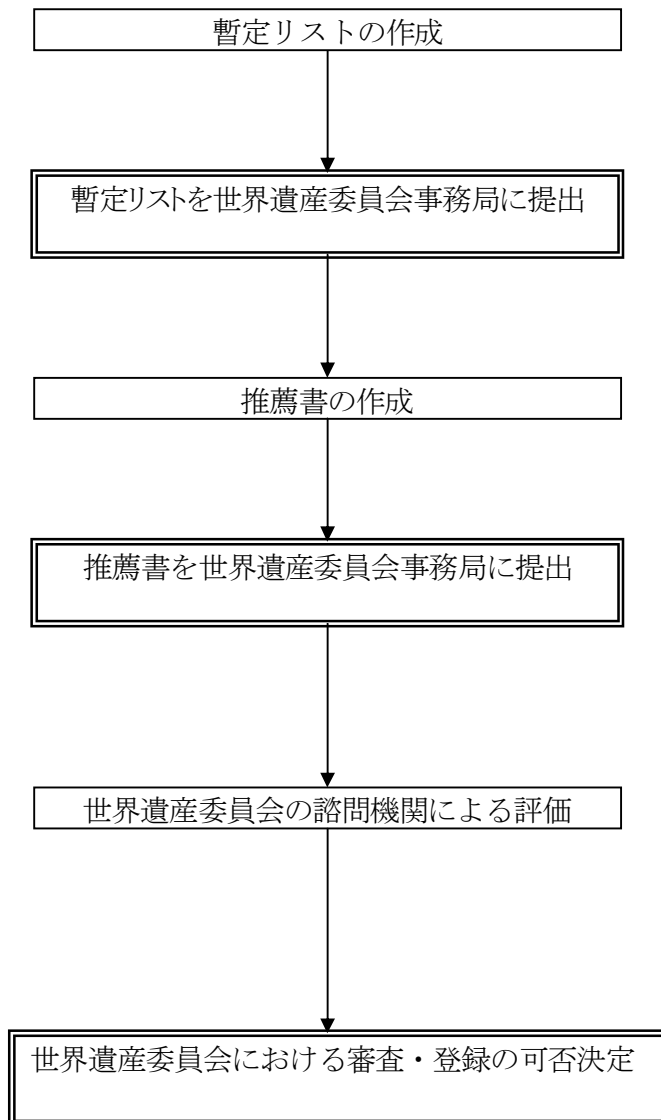 暫定リストの作成
暫定リストを世界遺産委員会事務局に提出
推薦書の作成
推薦書を世界遺産委員会事務局に提出
世界遺産委員会の諮問機関による評価
世界遺産委員会における審査・登録の可否決定